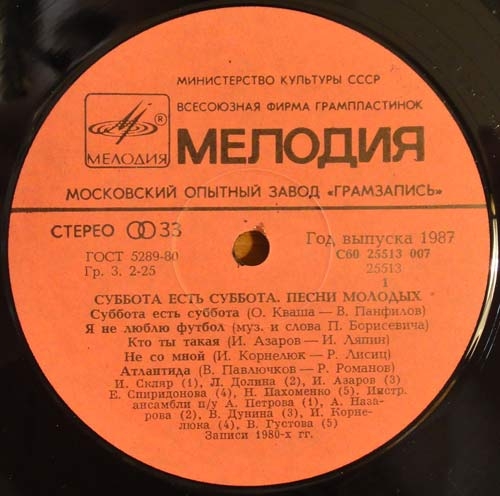 МИНИСТЕРСТВО КУЛЬТУРЫ СССР
ВСЕСОЮЗНАЯ ФИРМА ГРАМПЛАСТИНОК
®
МЕЛОДИЯ
МЕЛОДИЯ
МОСКОВСКИЙ ОПЫТНЫЙ ЗАВОД «ГРАМЗАПИСЬ»
СТЕРЕО 33
Год выпуска 1987
ГОСТ 5289-80
С60 25513 007
Гр. 3. 2-25
25513
1
СУББОТА ЕСТЬ СУББОТА. ПЕСНИ МОЛОДЫХ
Суббота есть суббота (О. Кваша — В. Панфилов)
Я не люблю футбол (муз. и слова П. Борисевича)
Кто ты такая (И. Азаров — И. Ляпин)
Не со мной (И. Корнелюк — Р. Лисиц)
Атлантида (В. Павлючков — Р. Романов)
И. Скляр (1), Л. Долина (2), И. Азаров (3)
Е. Спиридонова (4), Н. Пахоменко (5). Инстр.
ансамбли п/у А. Петрова (1), А. Наза-
рова (2), В. Дунина (3), И. Корне-
люка (4), В. Густова (5)
Записи 1980-х гг.